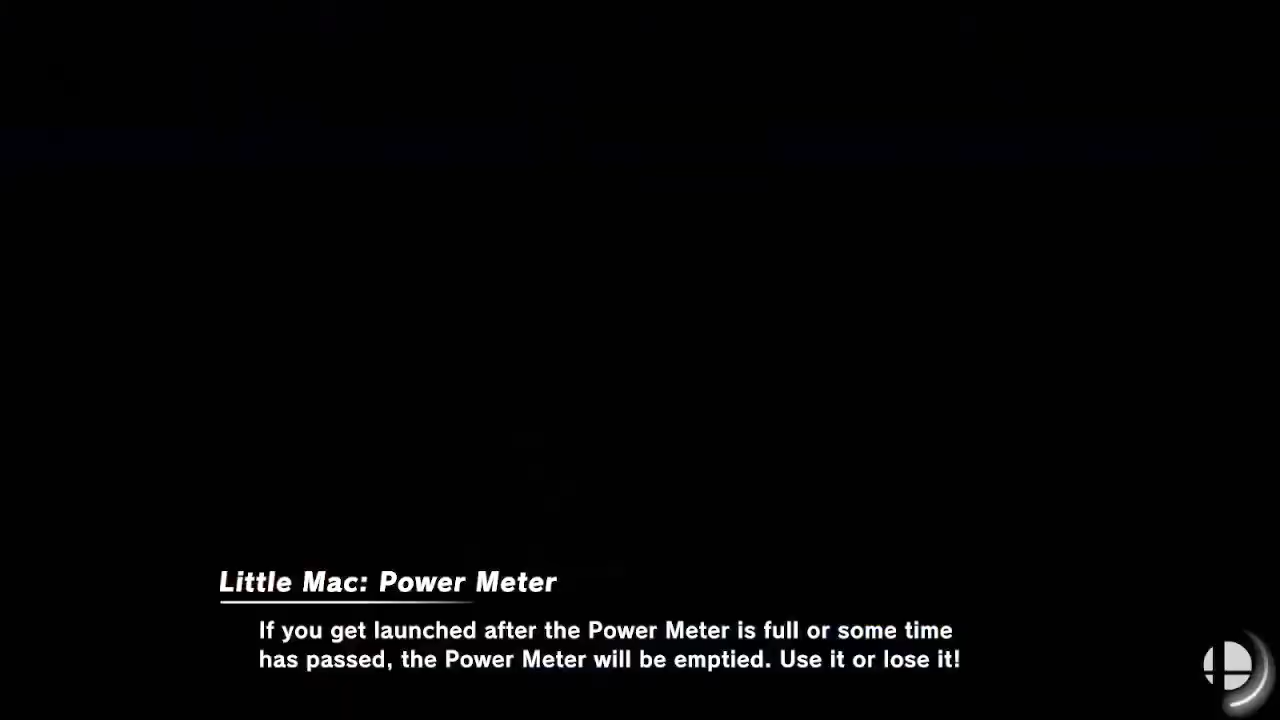 Little Mac: Power Meter
If you get launched after the Power Meter is full or some time
has passed, the Power Meter will be emptied. Use it or lose it!